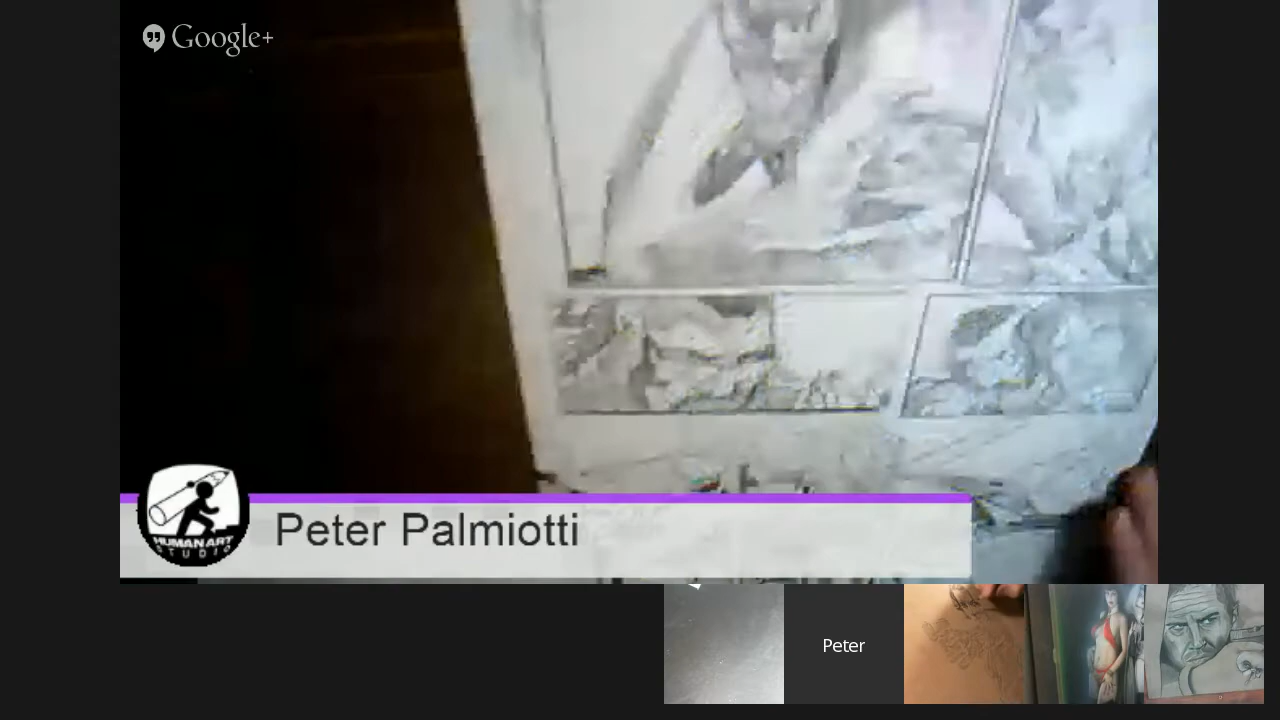 Google+
HUMAN ART
STUDIO
Peter Palmiotti
Peter